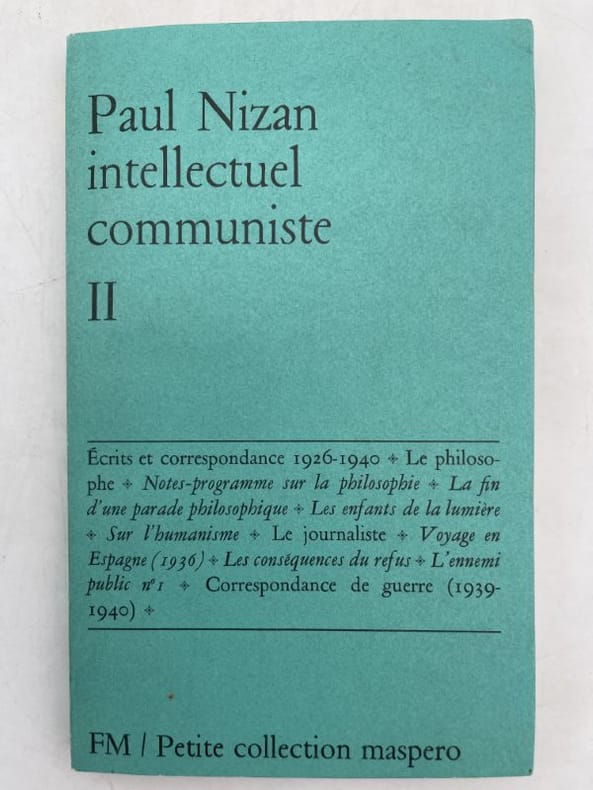 Paul Nizan
intellectuel
communiste
II
Écrits et correspondance 1926-1940 ✦ Le philoso-
phe ✦ Notes-programme sur la philosophie ✦ La fin
d'une parade philosophique ✦ Les enfants de la lumière
✦ Sur l'humanisme ✦ Le journaliste ✦ Voyage en
Espagne (1936) ✦ Les conséquences du refus ✦ L'ennemi
public nº 1 ✦ Correspondance de guerre (1939-
1940) ✦
FM / Petite collection maspero